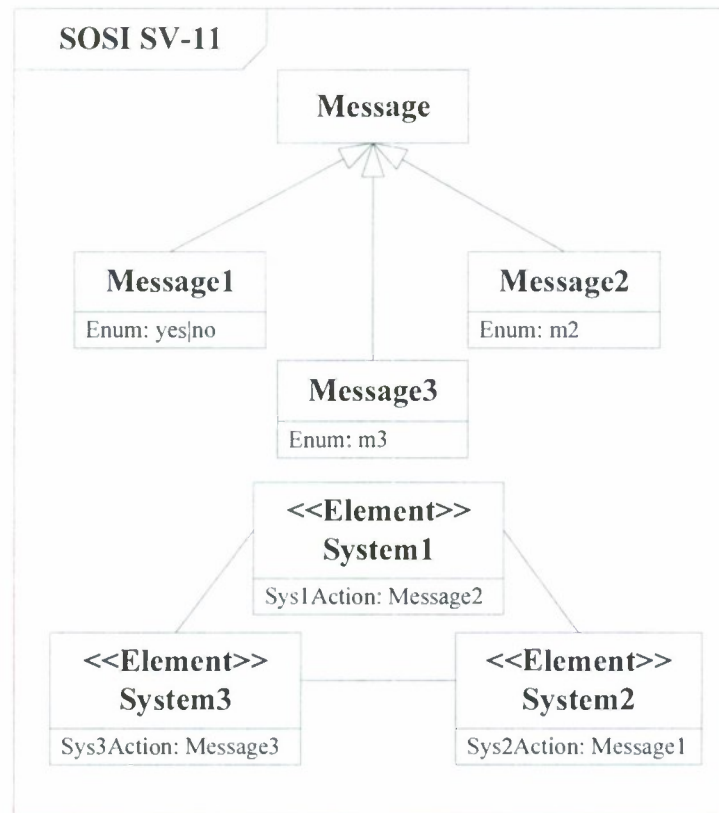 SOSI SV-11
Message
Message1
Enum: yes|no
Message2
Enum: m2
Message3
Enum: m3
<<Element>>
System1
Sys1Action: Message2
<<Element>>
System3
Sys3Action: Message3
<<Element>>
System2
Sys2Action: Message1